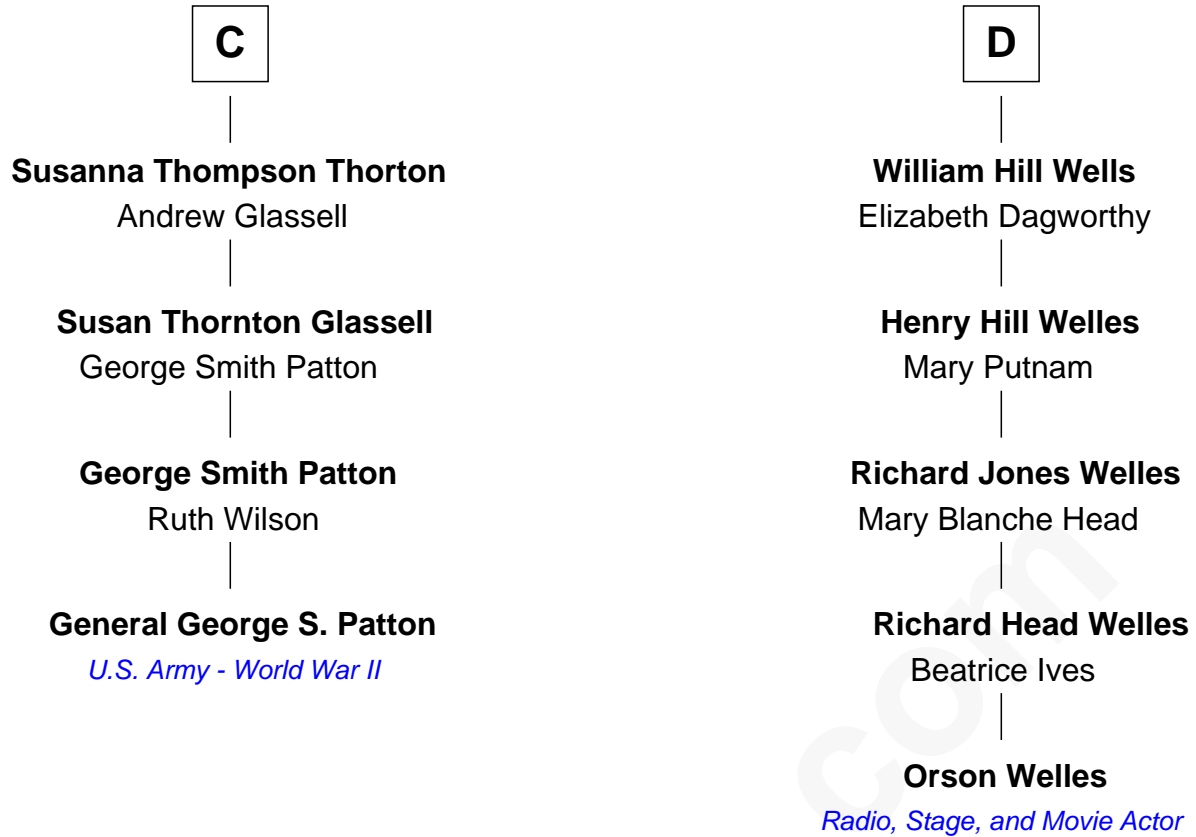 C
Susanna Thompson Thorton
Andrew Glassell
Susan Thornton Glassell
George Smith Patton
George Smith Patton
Ruth Wilson
General George S. Patton
U.S. Army - World War II
D
William Hill Wells
Elizabeth Dagworthy
Henry Hill Welles
Mary Putnam
Richard Jones Welles
Mary Blanche Head
Richard Head Welles
Beatrice Ives
Orson Welles
Radio, Stage, and Movie Actor
com